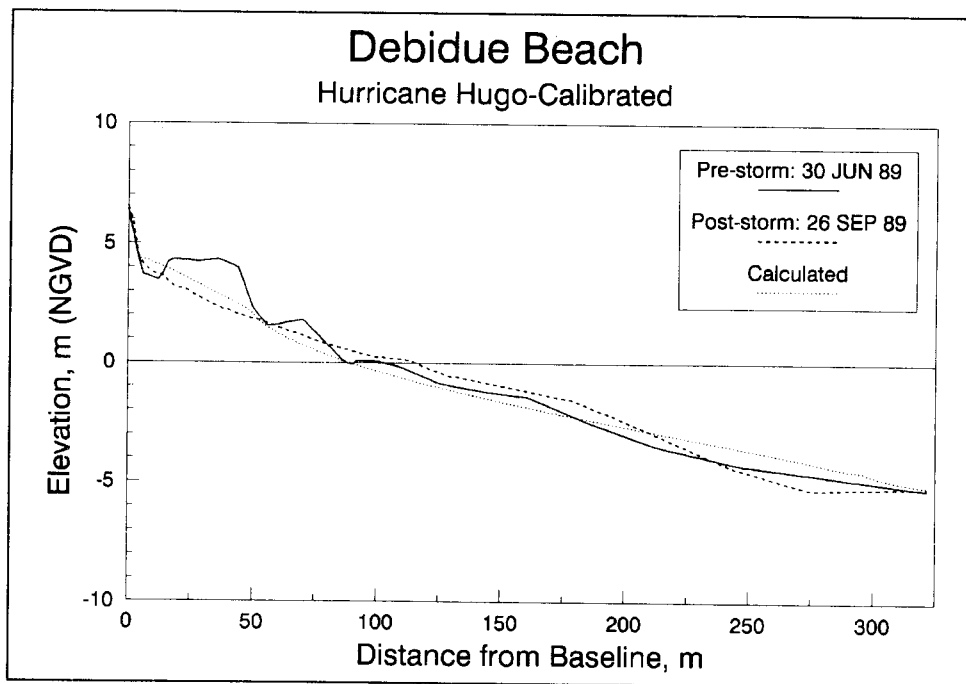 Debidue Beach
Hurricane Hugo-Calibrated
Pre-storm: 30 JUN 89
Post-storm: 26 SEP 89
Calculated
Elevation, m (NGVD)
10
5
0
-5
-10
0
50
100
150
200
250
300
Distance from Baseline, m